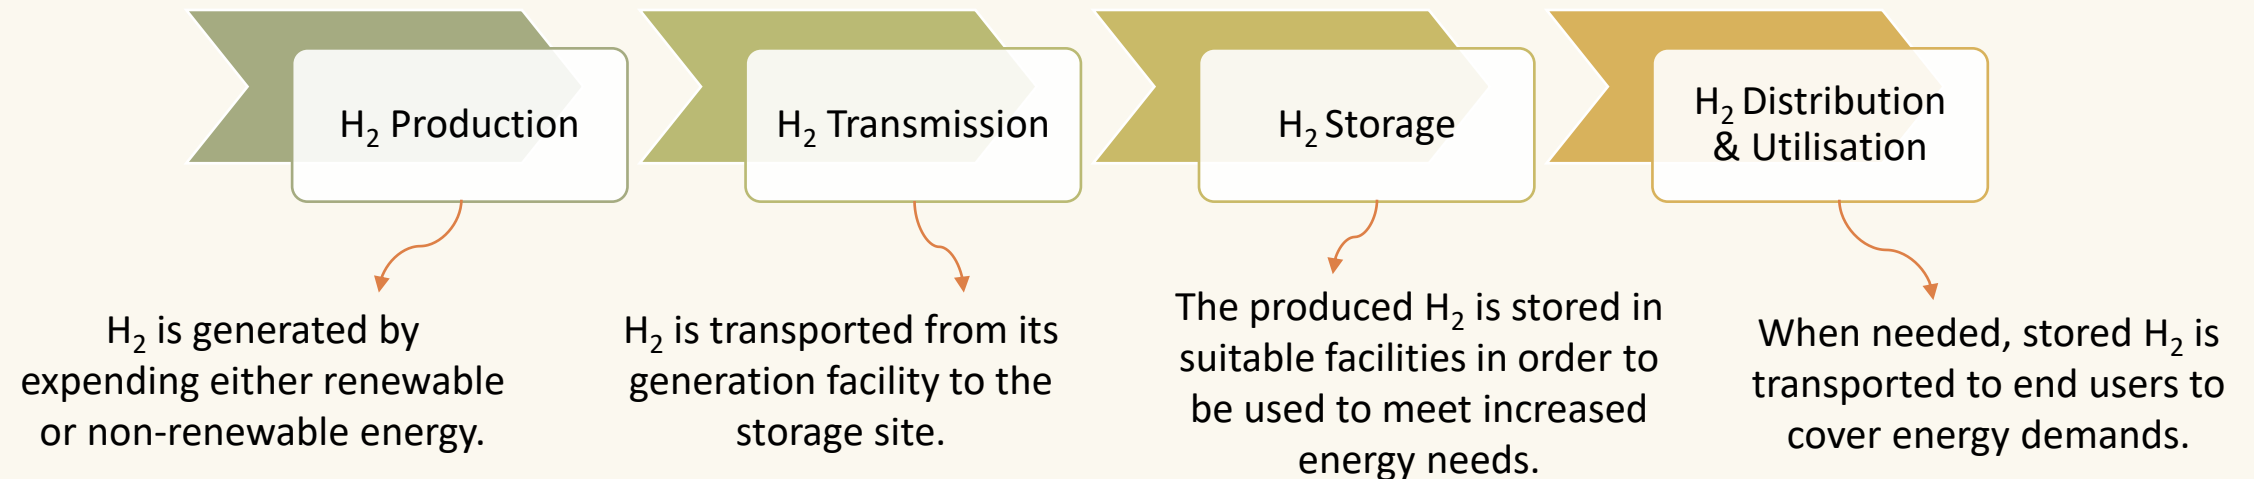 H₂ Production
H₂ Transmission
H₂ Storage
H₂ Distribution
& Utilisation
H₂ is generated by
expending either renewable
or non-renewable energy.
H₂ is transported from its
generation facility to the
storage site.
The produced H₂ is stored in
suitable facilities in order to
be used to meet increased
energy needs.
When needed, stored H₂ is
transported to end users to
cover energy demands.